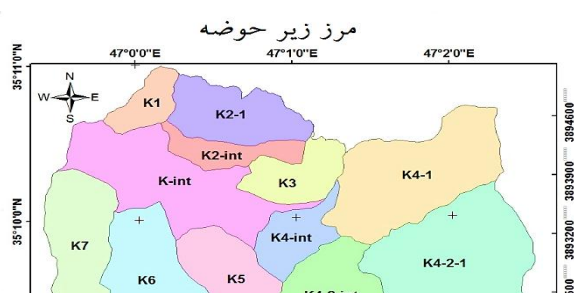 مرز زیر حوضه
47°0'0"E 47°1'0"E 47°2'0"E
35°11'0"N
N
W E
S
K1
K2-1
3894600
K2-int
K-int
K3
K4-1
3893900
35°10'0"N
K4-int
3893200
K7
K6
K5
K4-2-1